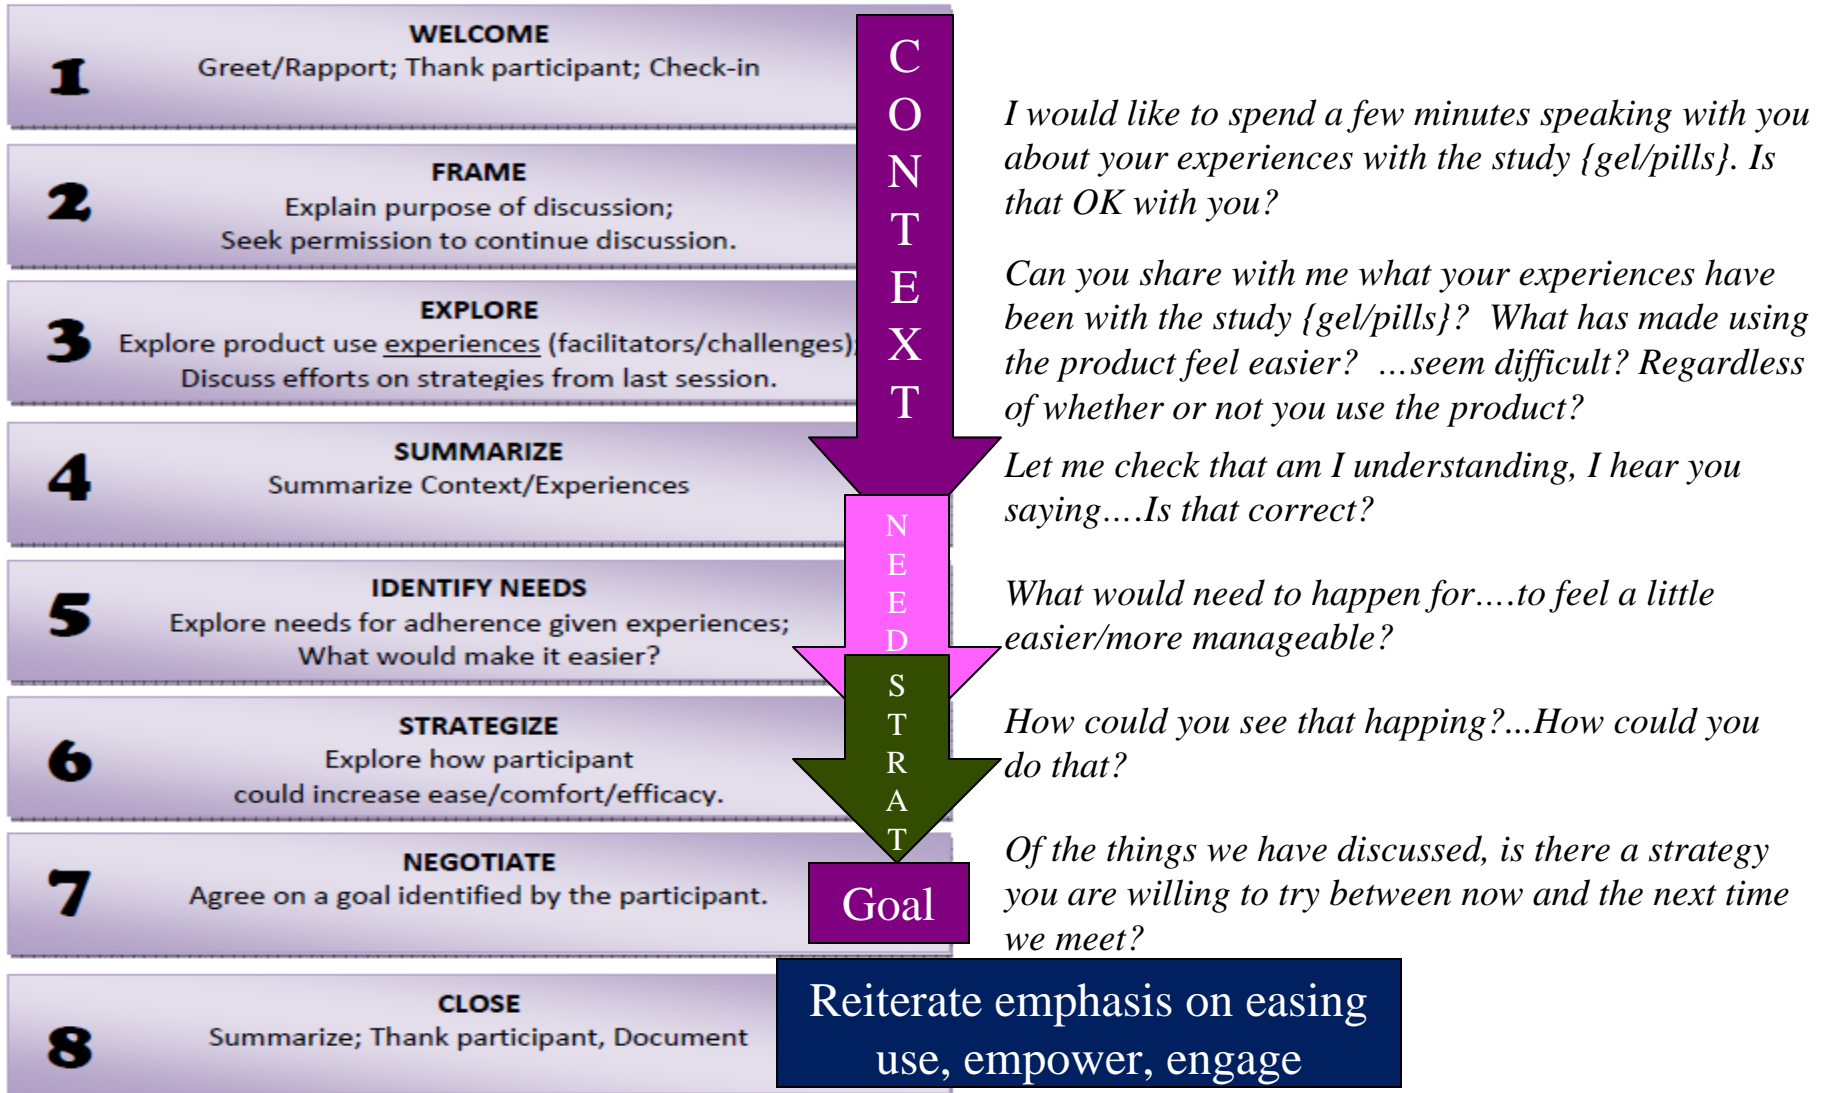 1
WELCOME
Greet/Rapport; Thank participant; Check-in
2
FRAME
Explain purpose of discussion;
Seek permission to continue discussion.
3
EXPLORE
Explore product use experiences (facilitators/challenges);
Discuss efforts on strategies from last session.
4
SUMMARIZE
Summarize Context/Experiences
5
IDENTIFY NEEDS
Explore needs for adherence given experiences;
What would make it easier?
6
STRATEGIZE
Explore how participant
could increase ease/comfort/efficacy.
7
NEGOTIATE
Agree on a goal identified by the participant.
8
CLOSE
Summarize; Thank participant, Document
C
O
N
T
E
X
T
N
E
E
D
S
T
R
A
T
Goal
Reiterate emphasis on easing
use, empower, engage
I would like to spend a few minutes speaking with you
about your experiences with the study {gel/pills}. Is
that OK with you?
Can you share with me what your experiences have
been with the study {gel/pills}?  What has made using
the product feel easier?  …seem difficult? Regardless
of whether or not you use the product?
Let me check that am I understanding, I hear you
saying….Is that correct?
What would need to happen for….to feel a little
easier/more manageable?
How could you see that happing?...How could you
do that?
Of the things we have discussed, is there a strategy
you are willing to try between now and the next time
we meet?